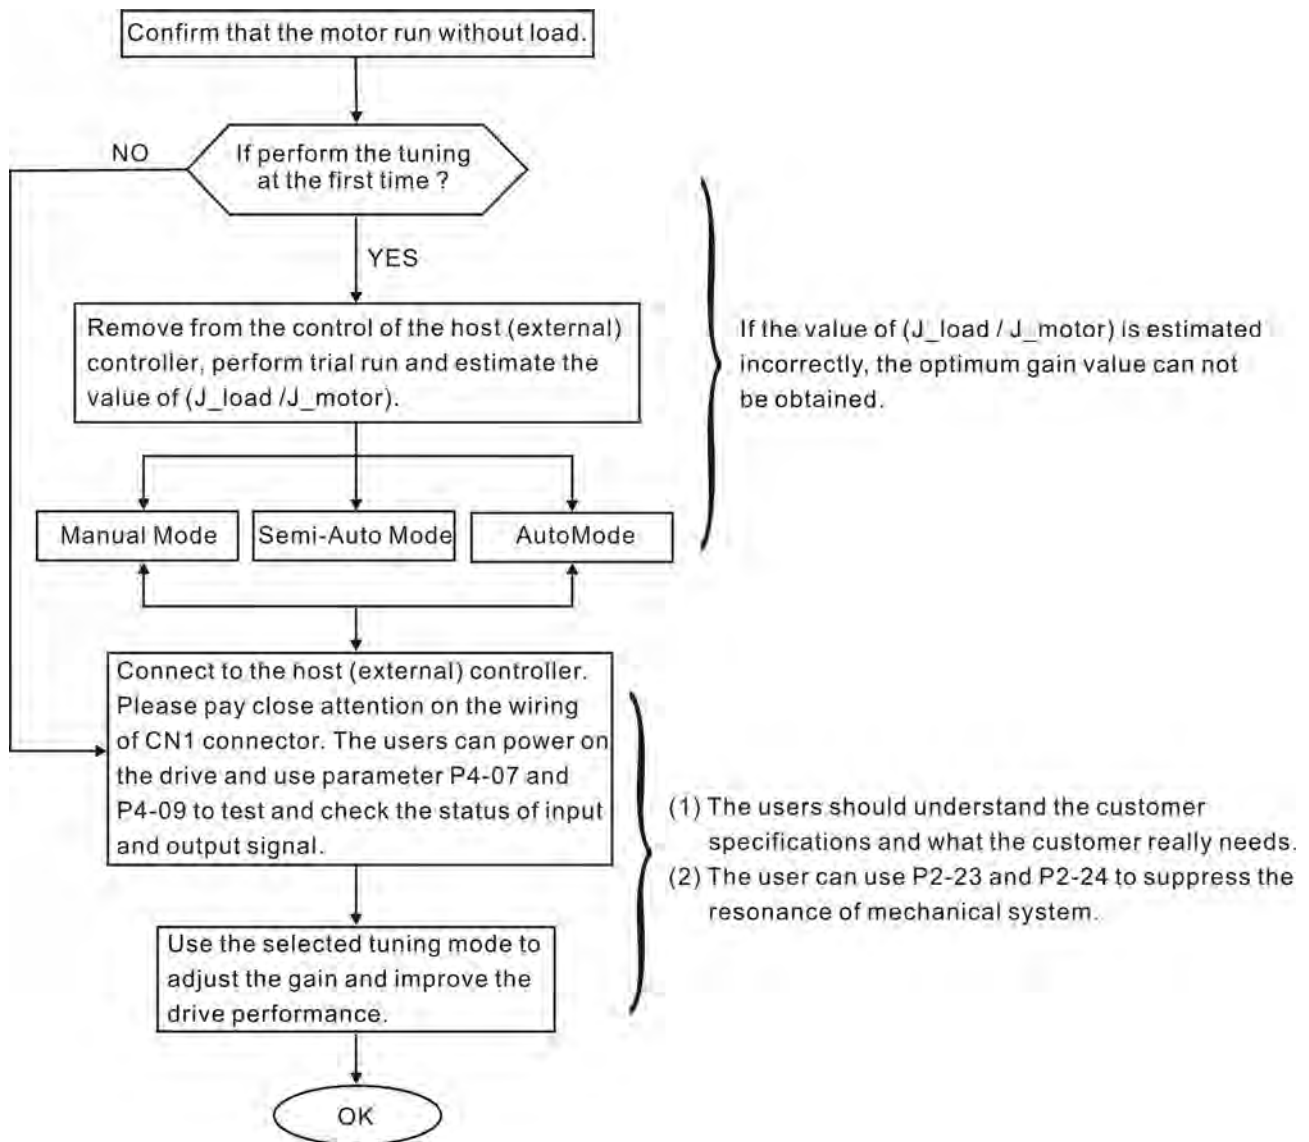 Confirm that the motor run without load.
NO
If perform the tuning
at the first time ?
YES
Remove from the control of the host (external)
controller, perform trial run and estimate the
value of (J_load /J_motor).
If the value of (J_load / J_motor) is estimated
incorrectly, the optimum gain value can not
be obtained.
Manual Mode
Semi-Auto Mode
AutoMode
Connect to the host (external) controller.
Please pay close attention on the wiring
of CN1 connector. The users can power on
the drive and use parameter P4-07 and
P4-09 to test and check the status of input
and output signal.
(1) The users should understand the customer
specifications and what the customer really needs.
(2) The user can use P2-23 and P2-24 to suppress the
resonance of mechanical system.
Use the selected tuning mode to
adjust the gain and improve the
drive performance.
OK